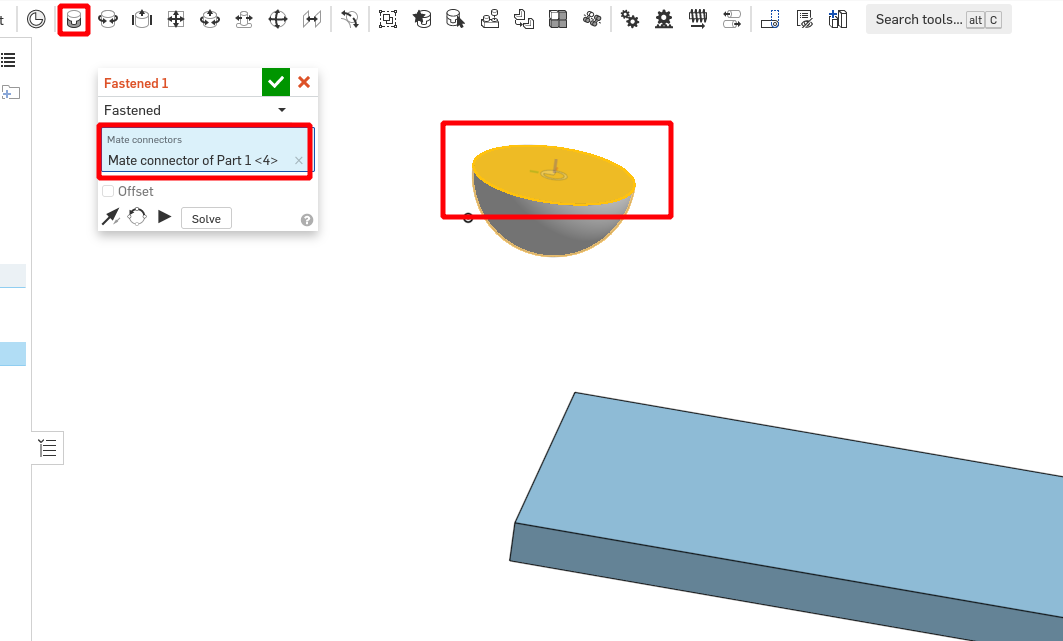 t
Search tools... alt C
Fastened 1
Fastened
Mate connectors
Mate connector of Part 1 <4>
Offset
Solve